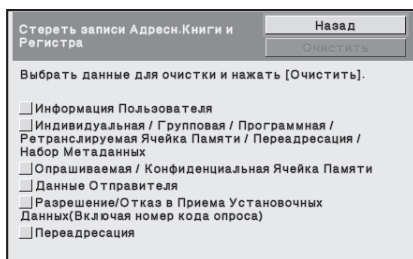 Стереть записи Адресн.Книги и
Регистра
Назад
Очистить
Выбрать данные для очистки и нажать [Очистить].
Информация Пользователя
Индивидуальная / Групповая / Программная /
Ретранслируемая Ячейка Памяти / Переадресация /
Набор Метаданных
Опрашиваемая / Конфиденциальная Ячейка Памяти
Данные Отправителя
Разрешение/Отказ в Приема Установочных
Данных(Включая номер кода опроса)
Переадресация